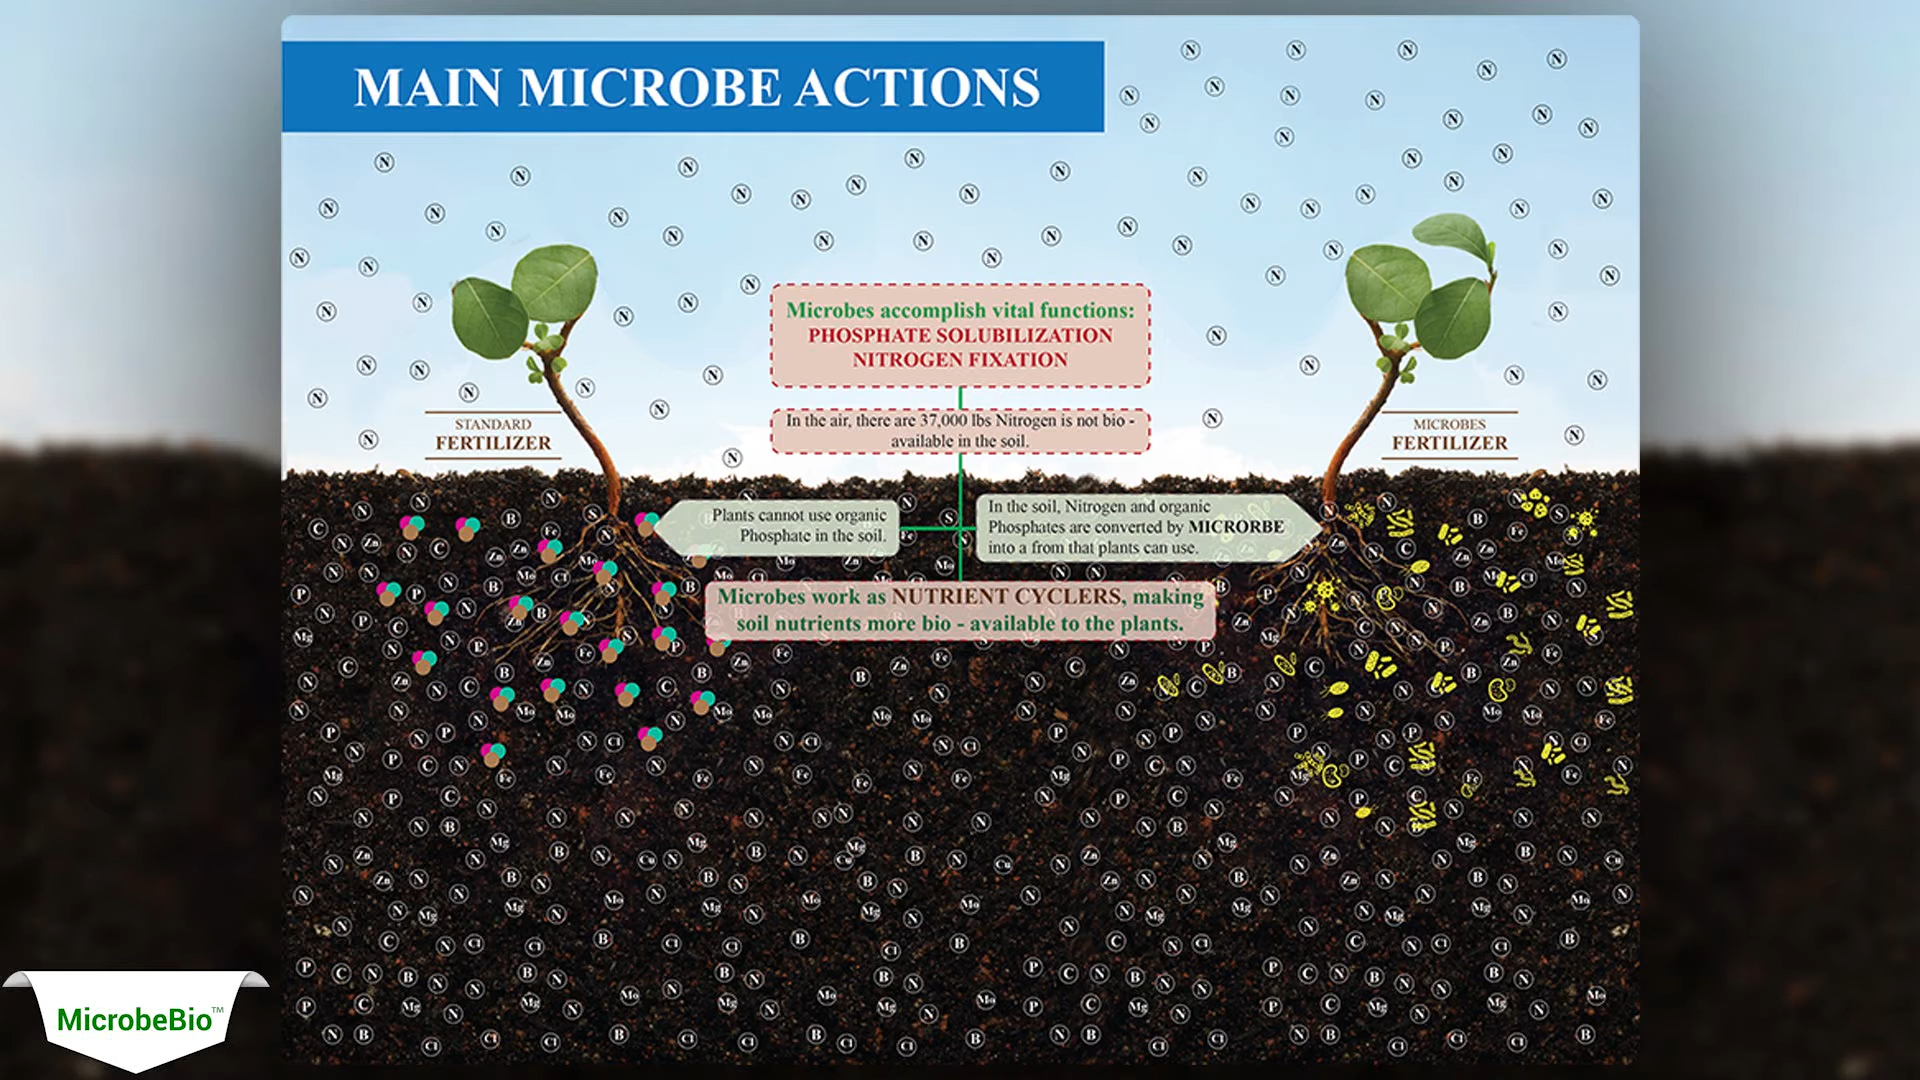 MAIN MICROBE ACTIONS
Microbes accomplish vital functions:
PHOSPHATE SOLUBILIZATION
NITROGEN FIXATION
In the air, there are 37,000 lbs Nitrogen is not bio -
available in the soil.
STANDARD
FERTILIZER
MICROBES
FERTILIZER
Plants cannot use organic
Phosphate in the soil.
In the soil, Nitrogen and organic
Phosphates are converted by MICRORBE
into a from that plants can use.
Microbes work as NUTRIENT CYCLERS, making
soil nutrients more bio - available to the plants.
MicrobeBio™